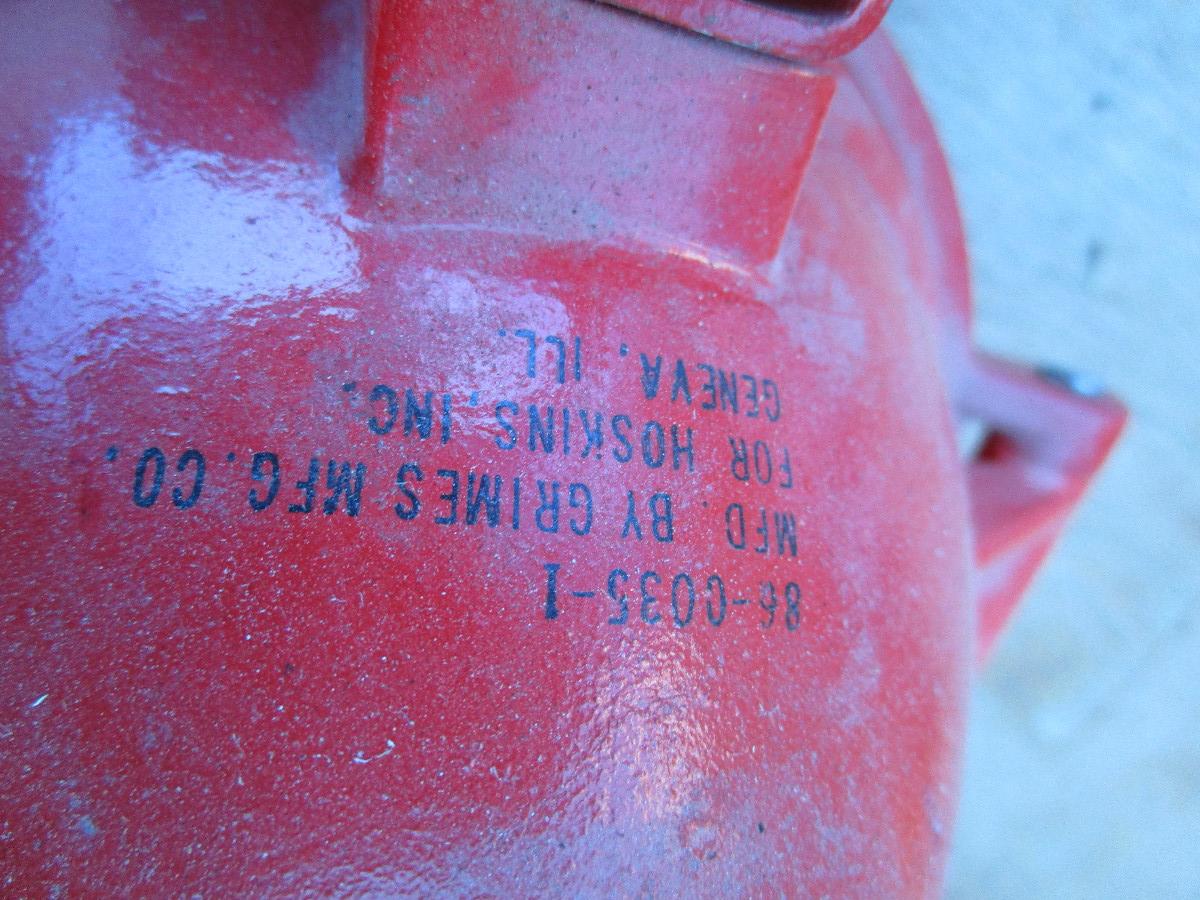 86-0035-1
MFD. BY GRIMES MFG. CO.
FOR HOSKINS, INC.
GENEVA, ILL.